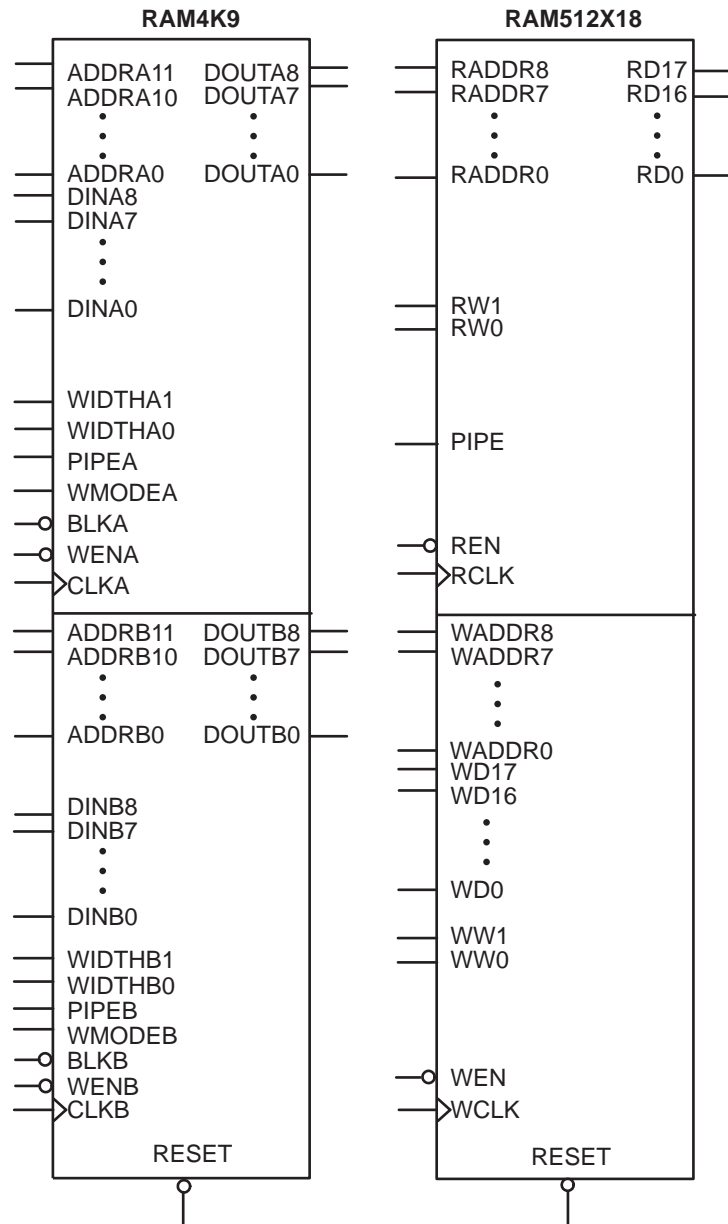 RAM4K9
ADDRA11 DOUTA8
ADDRA10 DOUTA7
ADDRA0 DOUTA0
DINA8
DINA7
DINA0
WIDTHA1
WIDTHA0
PIPEA
WMODEA
BLKA
WENA
CLKA
ADDRB11 DOUTB8
ADDRB10 DOUTB7
ADDRB0 DOUTB0
DINB8
DINB7
DINB0
WIDTHB1
WIDTHB0
PIPEB
WMODEB
BLKB
WENB
CLKB
RESET
RAM512X18
RADDR8 RD17
RADDR7 RD16
RADDR0 RD0
RW1
RW0
PIPE
REN
RCLK
WADDR8
WADDR7
WADDR0
WD17
WD16
WD0
WW1
WW0
WEN
WCLK
RESET